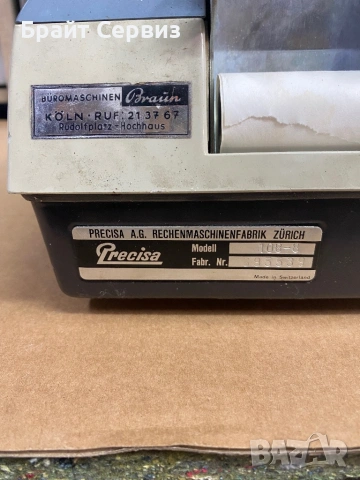 Брайт Сервиз
BÜROMASCHINEN Braun
KÖLN · RUF: 21 37 67
Rudolfplatz - Hochhaus
PRECISA A.G. RECHENMASCHINENFABRIK ZÜRICH
Precisa
Modell
Fabr. Nr.
Made in Switzerland
bazar.bg